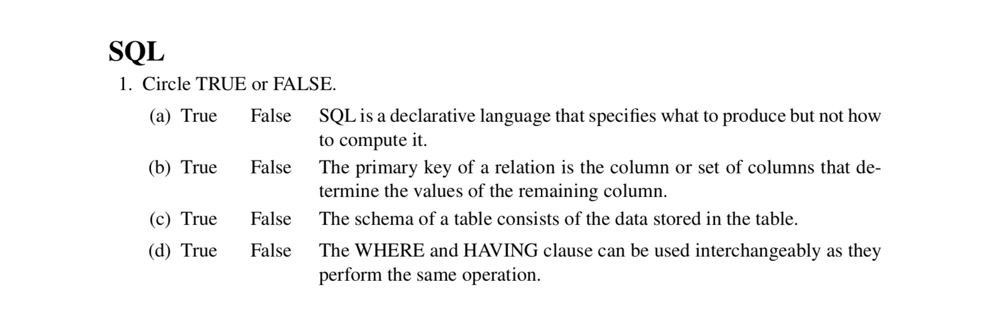 SQL
1. Circle TRUE or FALSE.
(a) True False SQL is a declarative language that specifies what to produce but not how
to compute it.
(b) True False The primary key of a relation is the column or set of columns that de-
termine the values of the remaining column.
(c) True False The schema of a table consists of the data stored in the table.
(d) True False The WHERE and HAVING clause can be used interchangeably as they
perform the same operation.